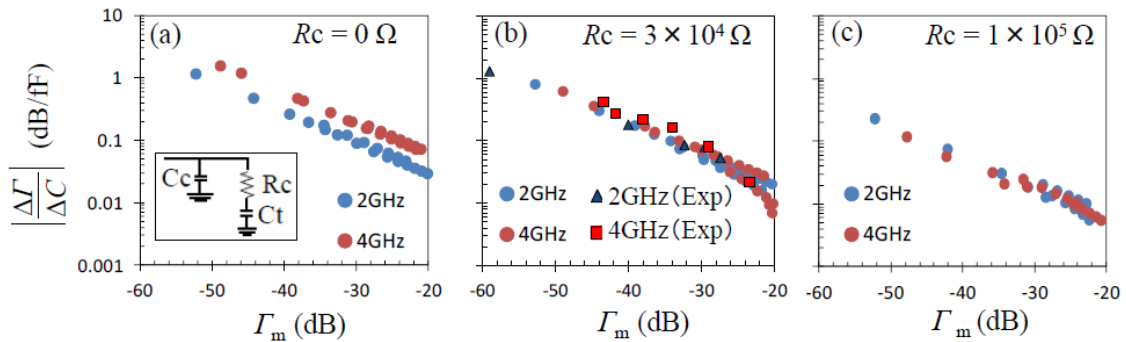 (a) Rc = 0 Ω
(b) Rc = 3 × 10⁴ Ω
(c) Rc = 1 × 10⁵ Ω
|ΔΓ/ΔC| (dB/fF)
10
1
0.1
0.01
0.001
Cc
Rc
Ct
2GHz
4GHz
2GHz
4GHz
2GHz(Exp)
4GHz(Exp)
2GHz
4GHz
-60 -50 -40 -30 -20
-60 -50 -40 -30 -20
-60 -50 -40 -30 -20
Γm (dB)
Γm (dB)
Γm (dB)